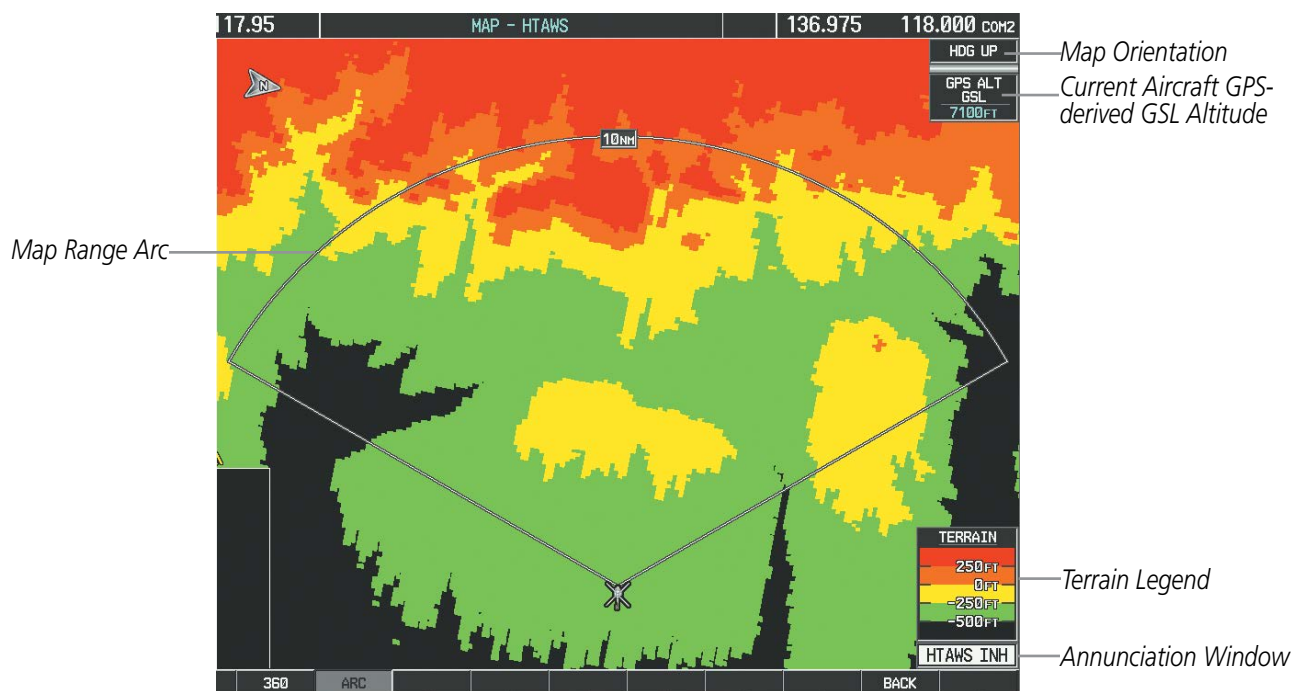 117.95 MAP - HTAWS 136.975 118.000 COM2
HDG UP
Map Orientation
GPS ALT
GSL
7100FT
Current Aircraft GPS-
derived GSL Altitude
N
10NM
Map Range Arc
TERRAIN
250FT
0FT
-250FT
-500FT
Terrain Legend
HTAWS INH
Annunciation Window
360 ARC BACK